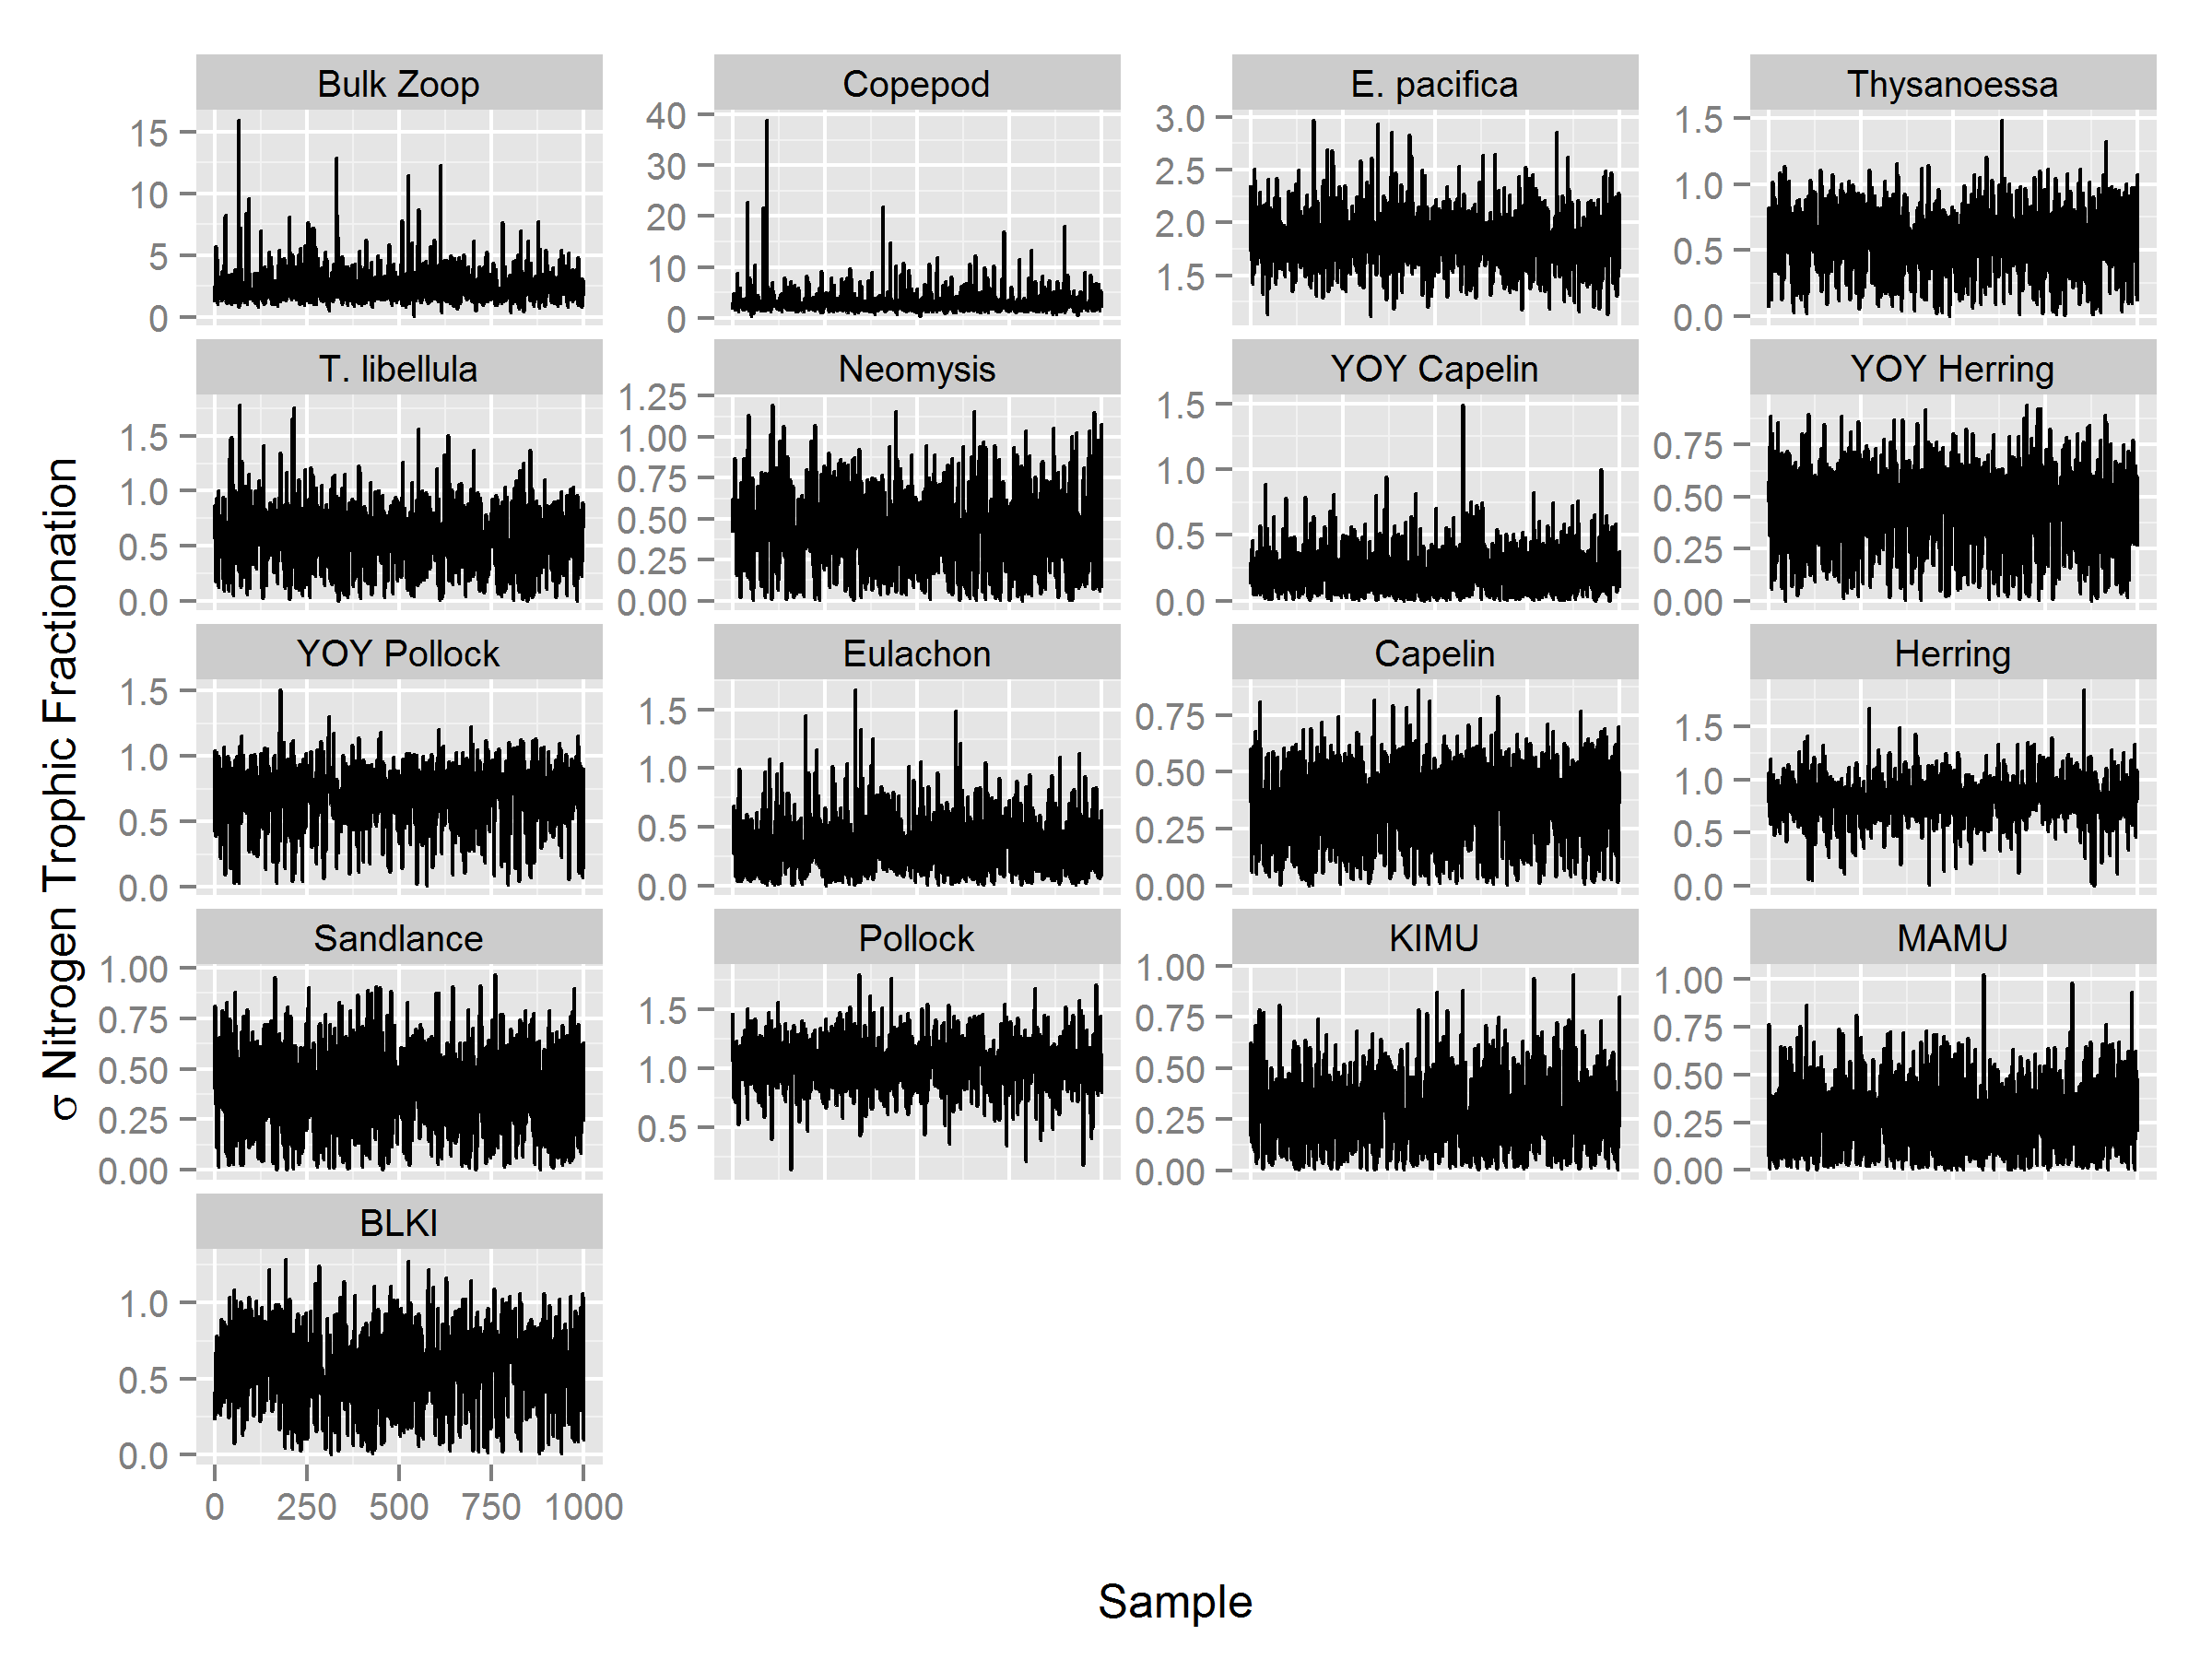 Bulk Zoop Copepod E. pacifica Thysanoessa
15 10 5 0
40 30 20 10 0
3.0 2.5 2.0 1.5
1.5 1.0 0.5 0.0
T. libellula Neomysis YOY Capelin YOY Herring
1.5 1.0 0.5 0.0
1.25 1.00 0.75 0.50 0.25 0.00
1.5 1.0 0.5 0.0
0.75 0.50 0.25 0.00
YOY Pollock Eulachon Capelin Herring
1.5 1.0 0.5 0.0
1.5 1.0 0.5 0.0
0.75 0.50 0.25 0.00
1.5 1.0 0.5 0.0
Sandlance Pollock KIMU MAMU
1.00 0.75 0.50 0.25 0.00
1.5 1.0 0.5
1.00 0.75 0.50 0.25 0.00
1.00 0.75 0.50 0.25 0.00
BLKI
1.0 0.5 0.0
0 250 500 750 1000
σ Nitrogen Trophic Fractionation
Sample